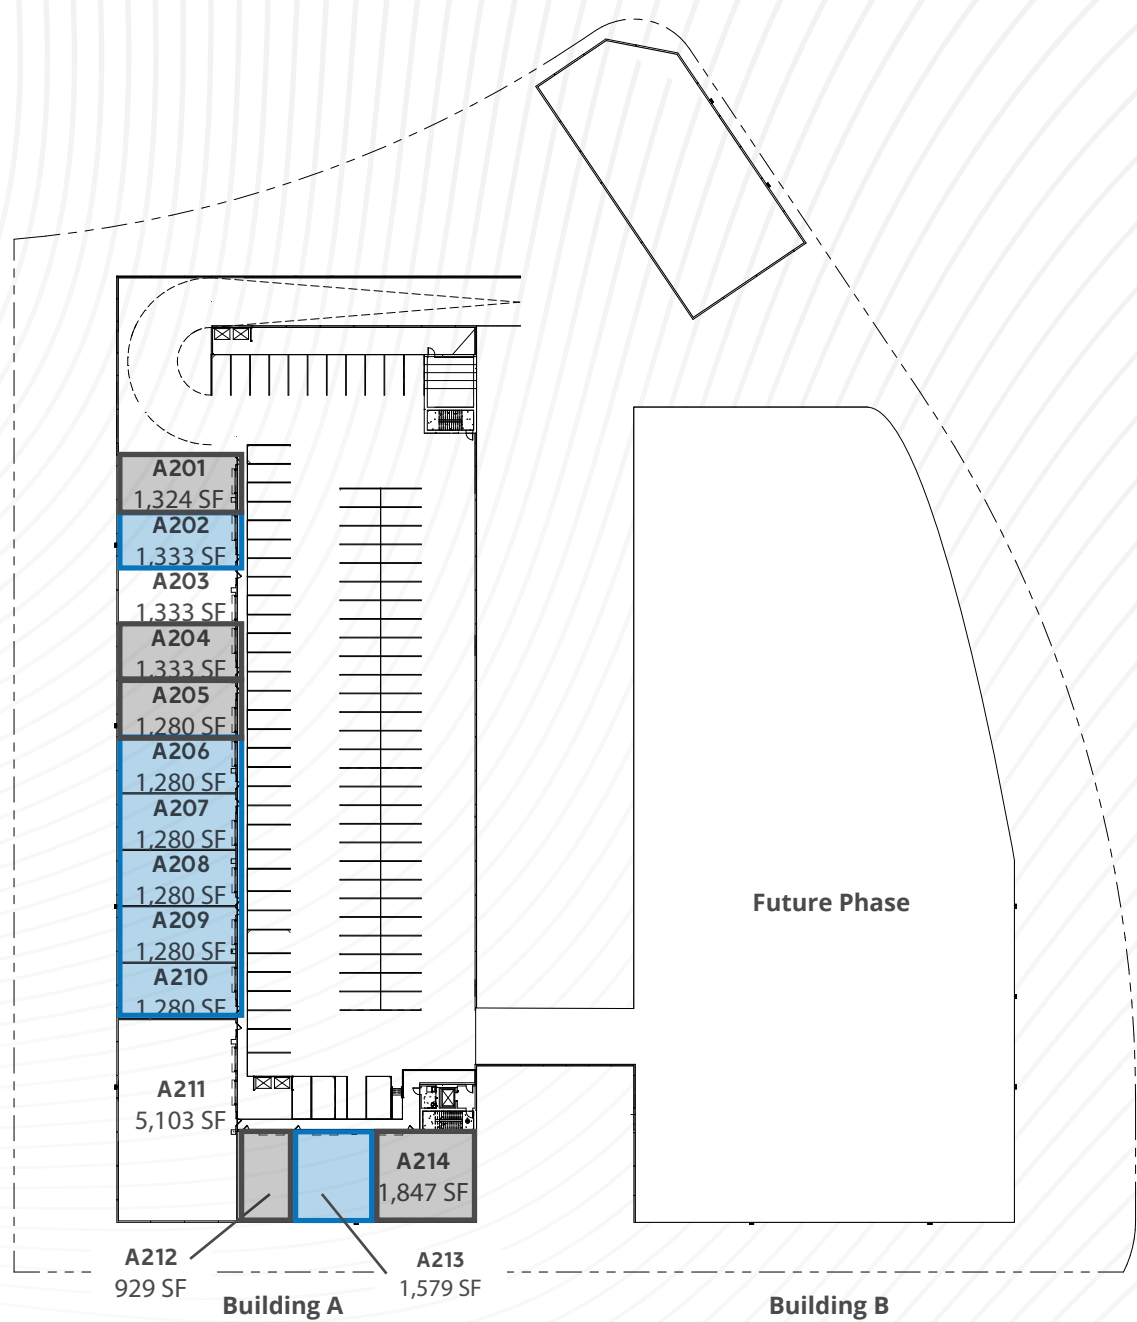 A201
1,324 SF
A202
1,333 SF
A203
1,333 SF
A204
1,333 SF
A205
1,280 SF
A206
1,280 SF
A207
1,280 SF
A208
1,280 SF
A209
1,280 SF
A210
1,280 SF
A211
5,103 SF
A214
1,847 SF
A212
929 SF
A213
1,579 SF
Future Phase
Building A
Building B